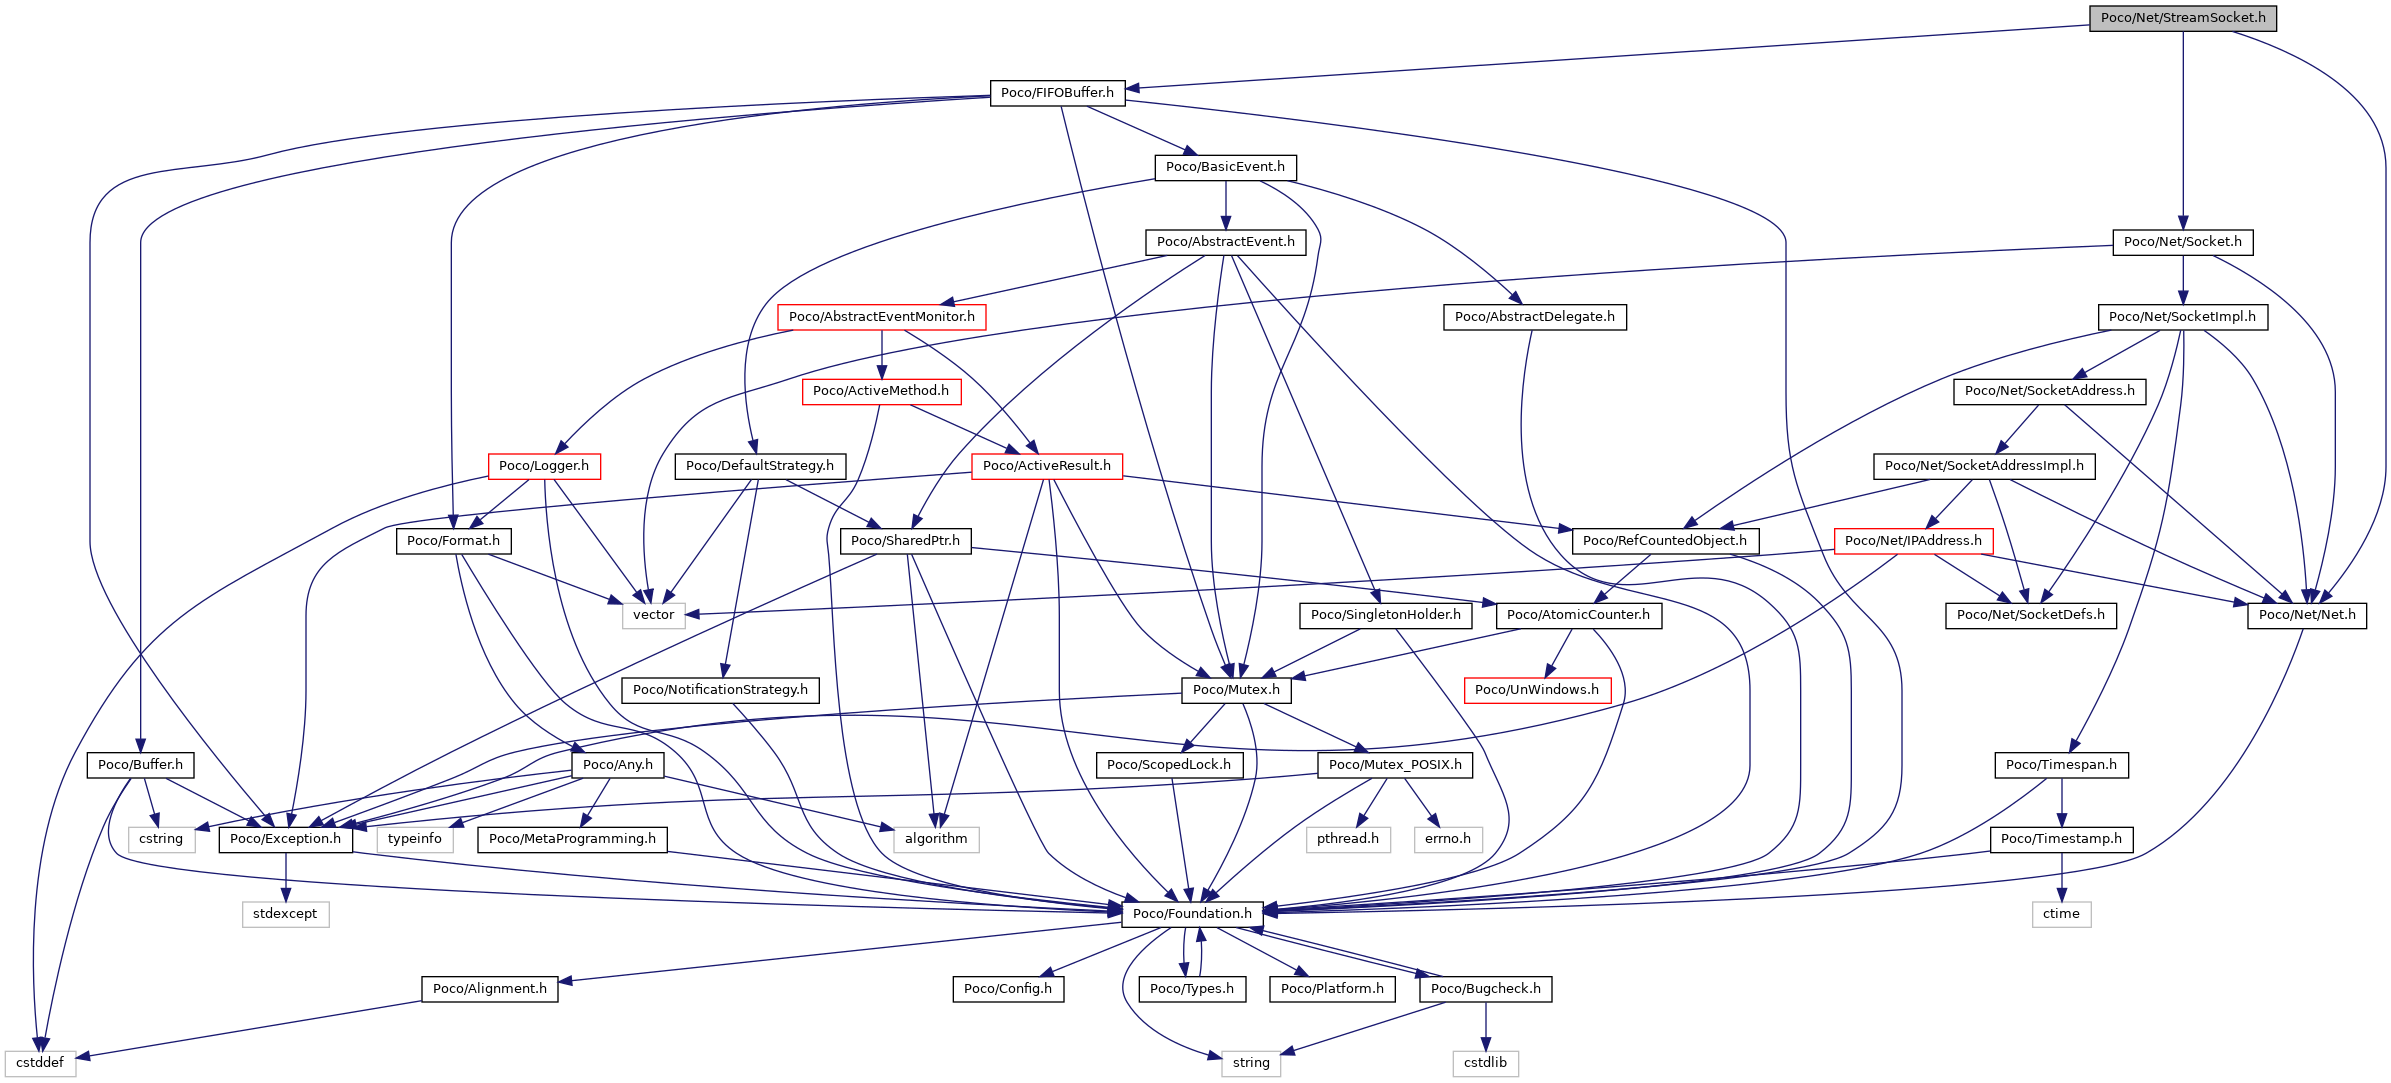 Poco/Net/StreamSocket.h
Poco/FIFOBuffer.h
Poco/BasicEvent.h
Poco/AbstractEvent.h
Poco/Net/Socket.h
Poco/AbstractEventMonitor.h
Poco/AbstractDelegate.h
Poco/Net/SocketImpl.h
Poco/ActiveMethod.h
Poco/Net/SocketAddress.h
Poco/Logger.h
Poco/DefaultStrategy.h
Poco/ActiveResult.h
Poco/Net/SocketAddressImpl.h
Poco/Format.h
Poco/SharedPtr.h
Poco/RefCountedObject.h
Poco/Net/IPAddress.h
vector
Poco/SingletonHolder.h
Poco/AtomicCounter.h
Poco/Net/SocketDefs.h
Poco/Net/Net.h
Poco/NotificationStrategy.h
Poco/Mutex.h
Poco/UnWindows.h
Poco/Buffer.h
Poco/Any.h
Poco/ScopedLock.h
Poco/Mutex_POSIX.h
Poco/Timespan.h
cstring
Poco/Exception.h
typeinfo
Poco/MetaProgramming.h
algorithm
pthread.h
errno.h
Poco/Timestamp.h
stdexcept
Poco/Foundation.h
ctime
Poco/Alignment.h
Poco/Config.h
Poco/Types.h
Poco/Platform.h
Poco/Bugcheck.h
cstddef
string
cstdlib